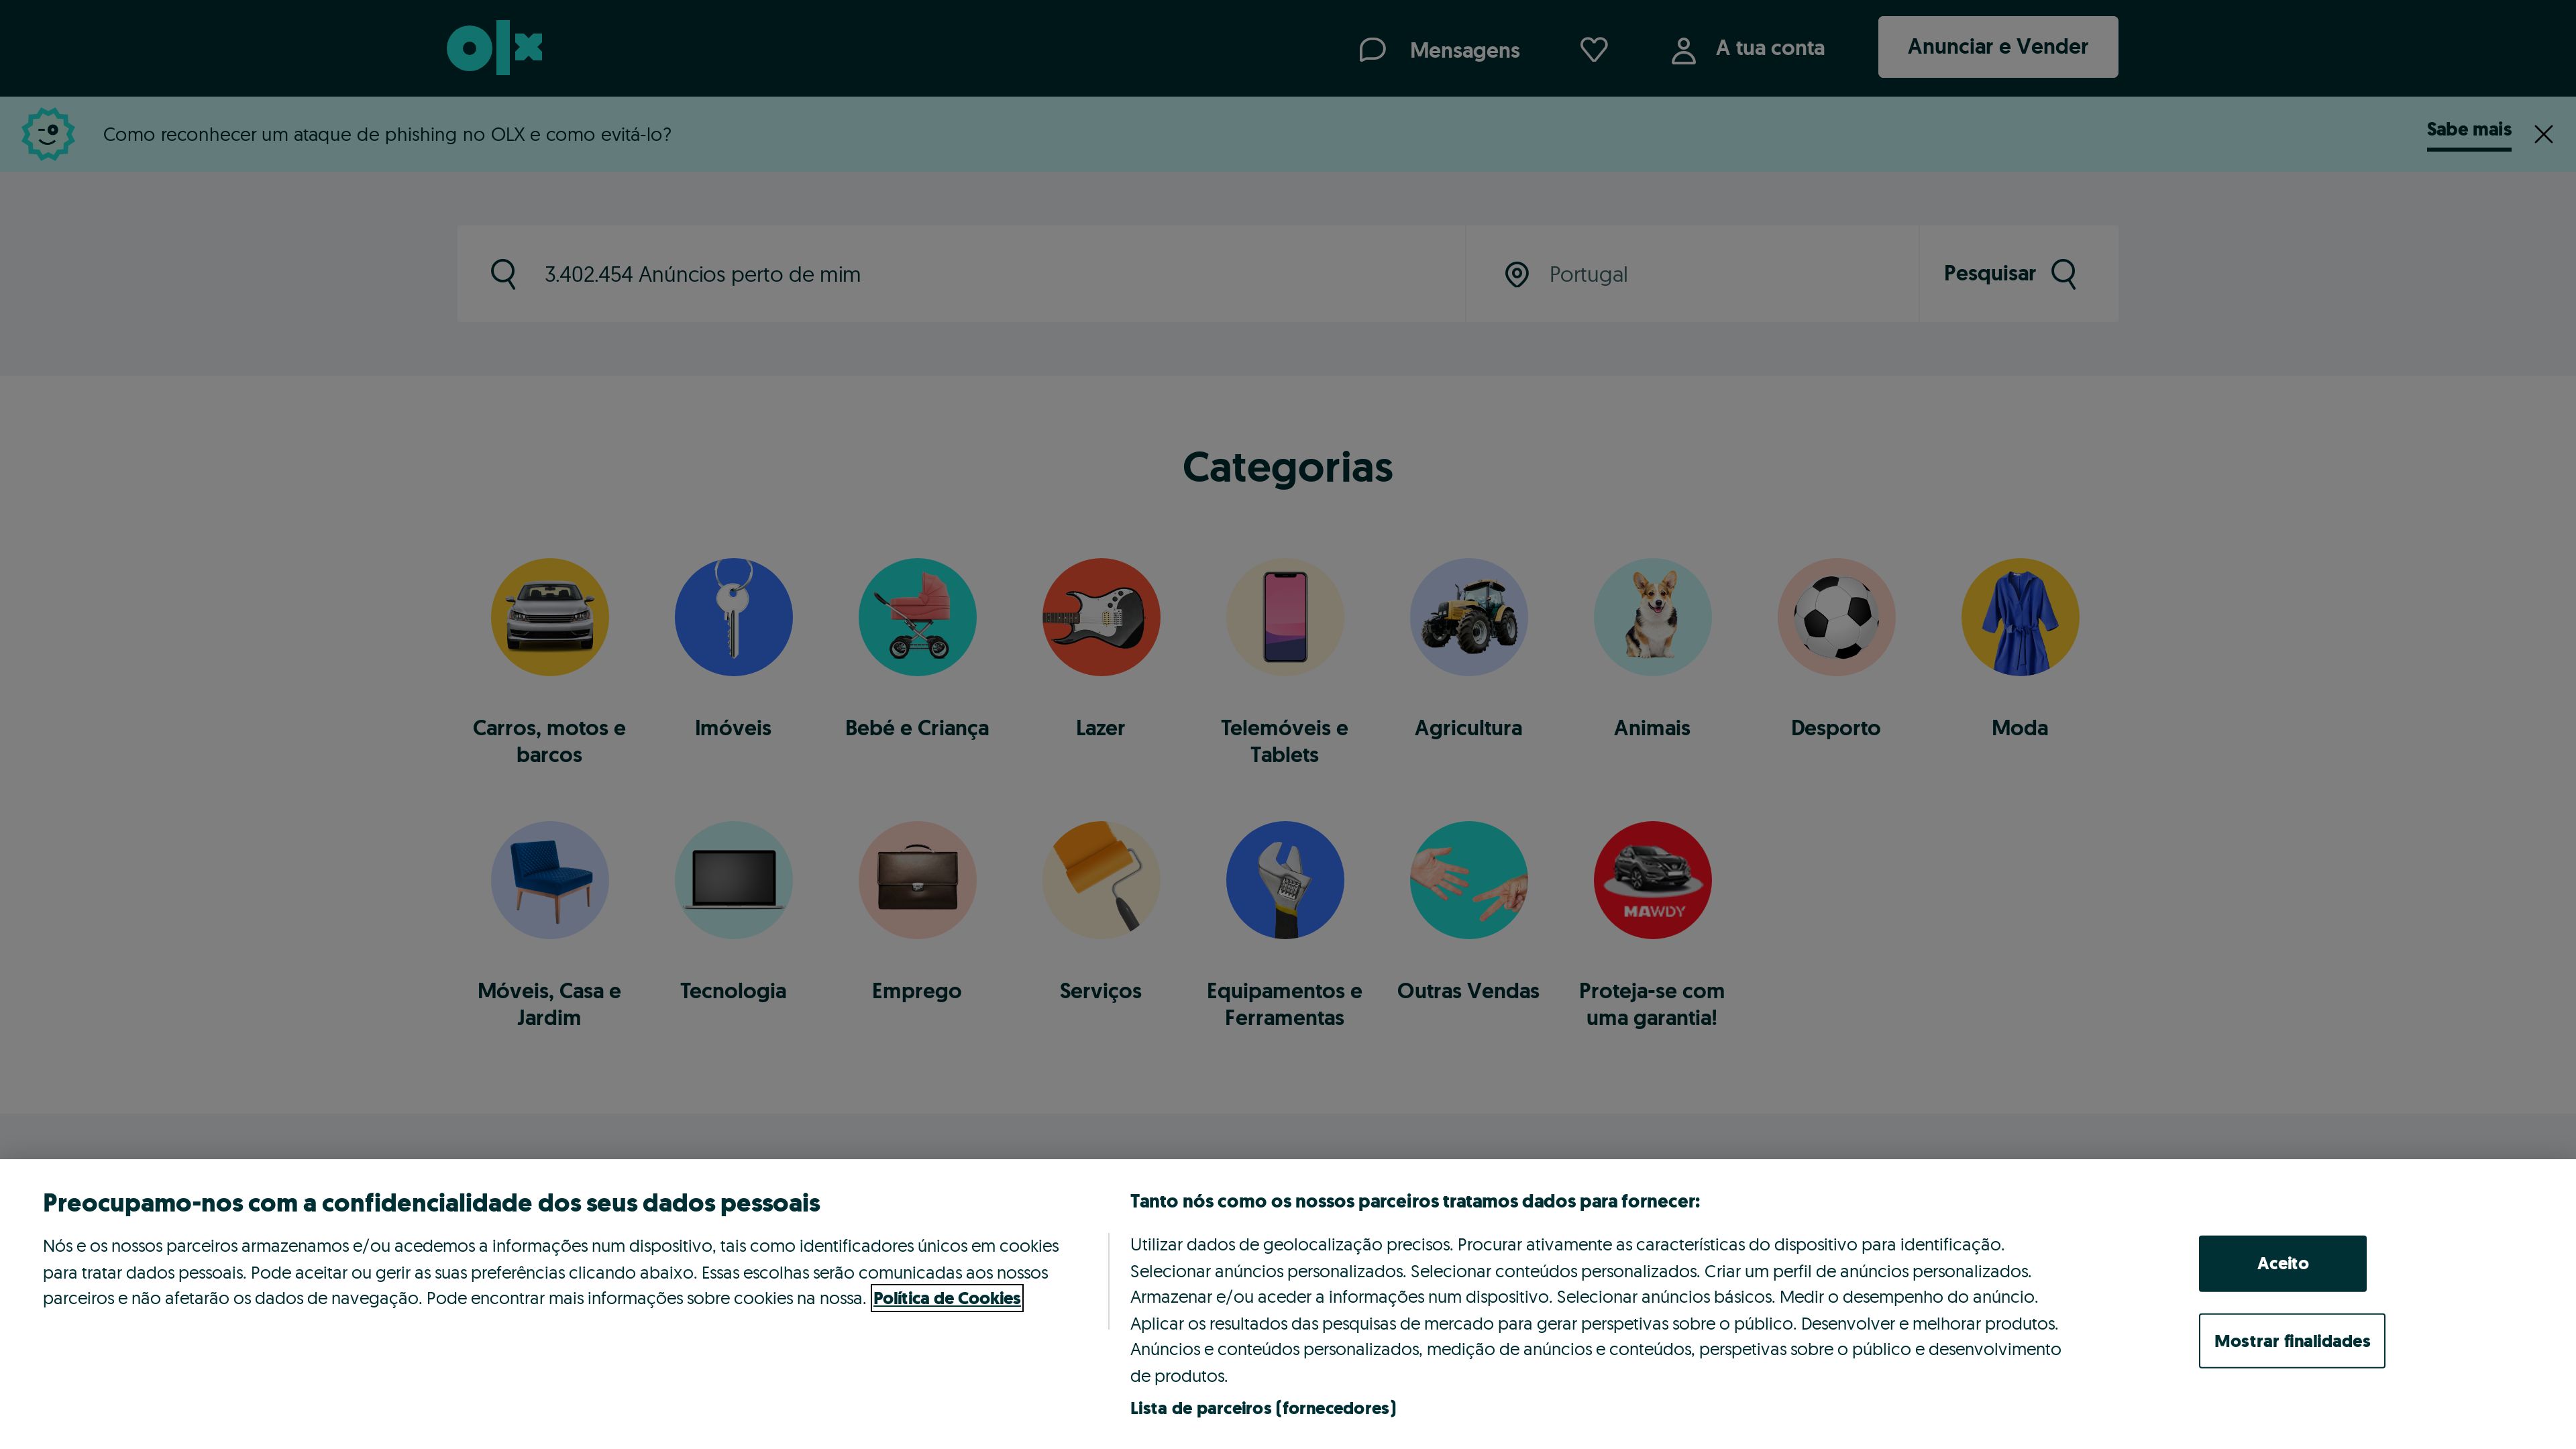 olx
Mensagens
A tua conta
Anunciar e Vender
Como reconhecer um ataque de phishing no OLX e como evitá-lo?
Sabe mais
3.402.454 Anúncios perto de mim
Portugal
Pesquisar
Categorias
Carros, motos e
barcos
Imóveis
Bebé e Criança
Lazer
Telemóveis e
Tablets
Agricultura
Animais
Desporto
Moda
MAWDY
Móveis, Casa e
Jardim
Tecnologia
Emprego
Serviços
Equipamentos e
Ferramentas
Outras Vendas
Proteja-se com
uma garantia!
Preocupamo-nos com a confidencialidade dos seus dados pessoais
Nós e os nossos parceiros armazenamos e/ou acedemos a informações num dispositivo, tais como identificadores únicos em cookies
para tratar dados pessoais. Pode aceitar ou gerir as suas preferências clicando abaixo. Essas escolhas serão comunicadas aos nossos
parceiros e não afetarão os dados de navegação. Pode encontrar mais informações sobre cookies na nossa. Política de Cookies
Tanto nós como os nossos parceiros tratamos dados para fornecer:
Utilizar dados de geolocalização precisos. Procurar ativamente as características do dispositivo para identificação.
Selecionar anúncios personalizados. Selecionar conteúdos personalizados. Criar um perfil de anúncios personalizados.
Armazenar e/ou aceder a informações num dispositivo. Selecionar anúncios básicos. Medir o desempenho do anúncio.
Aplicar os resultados das pesquisas de mercado para gerar perspetivas sobre o público. Desenvolver e melhorar produtos.
Anúncios e conteúdos personalizados, medição de anúncios e conteúdos, perspetivas sobre o público e desenvolvimento
de produtos.
Lista de parceiros (fornecedores)
Aceito
Mostrar finalidades